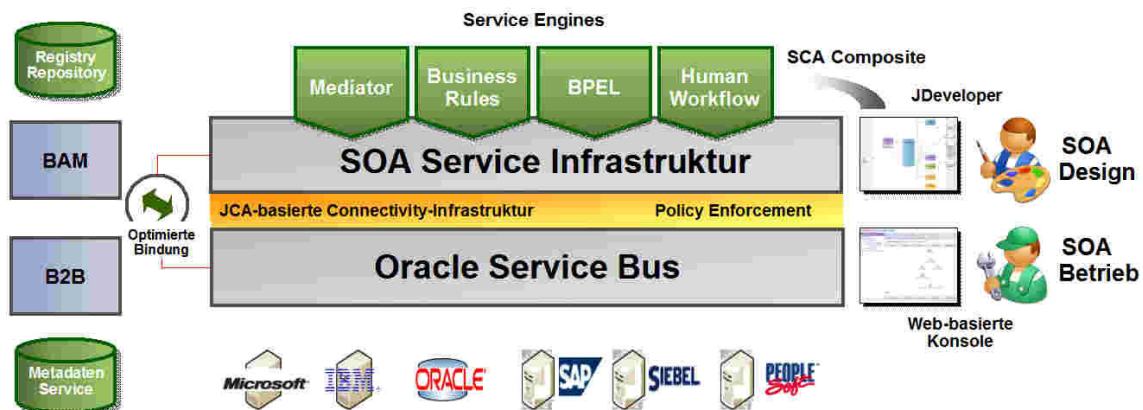 Service Engines
Registry
Repository
Mediator
Business
Rules
BPEL
Human
Workflow
SCA Composite
JDeveloper
BAM
SOA Service Infrastruktur
SOA
Design
Optimierte
Bindung
JCA-basierte Connectivity-Infrastruktur
Policy Enforcement
B2B
Oracle Service Bus
SOA
Betrieb
Web-basierte
Konsole
Metadaten
Service
Microsoft
IBM
ORACLE
SAP
SIEBEL
PEOPLE
Soft